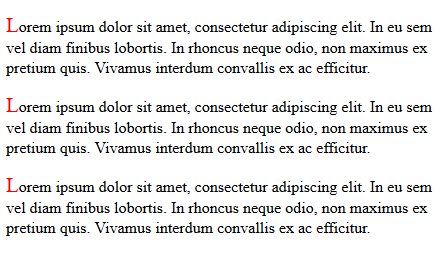 Lorem ipsum dolor sit amet, consectetur adipiscing elit. In eu sem
vel diam finibus lobortis. In rhoncus neque odio, non maximus ex
pretium quis. Vivamus interdum convallis ex ac efficitur.
Lorem ipsum dolor sit amet, consectetur adipiscing elit. In eu sem
vel diam finibus lobortis. In rhoncus neque odio, non maximus ex
pretium quis. Vivamus interdum convallis ex ac efficitur.
Lorem ipsum dolor sit amet, consectetur adipiscing elit. In eu sem
vel diam finibus lobortis. In rhoncus neque odio, non maximus ex
pretium quis. Vivamus interdum convallis ex ac efficitur.